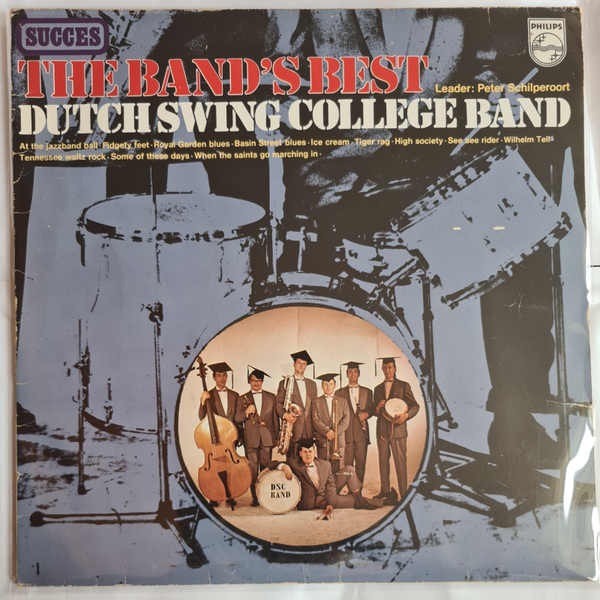 SUCCES
PHILIPS
THE BAND'S BEST
Leader: Peter Schilperoort
DUTCH SWING COLLEGE BAND
At the jazzband ball · Fidgety feet · Royal Garden blues · Basin Street blues · Ice cream · Tiger rag · High society · See see rider · Wilhelm Tell ·
Tennessee waltz rock · Some of these days · When the saints go marching in ·
DSC
BAND